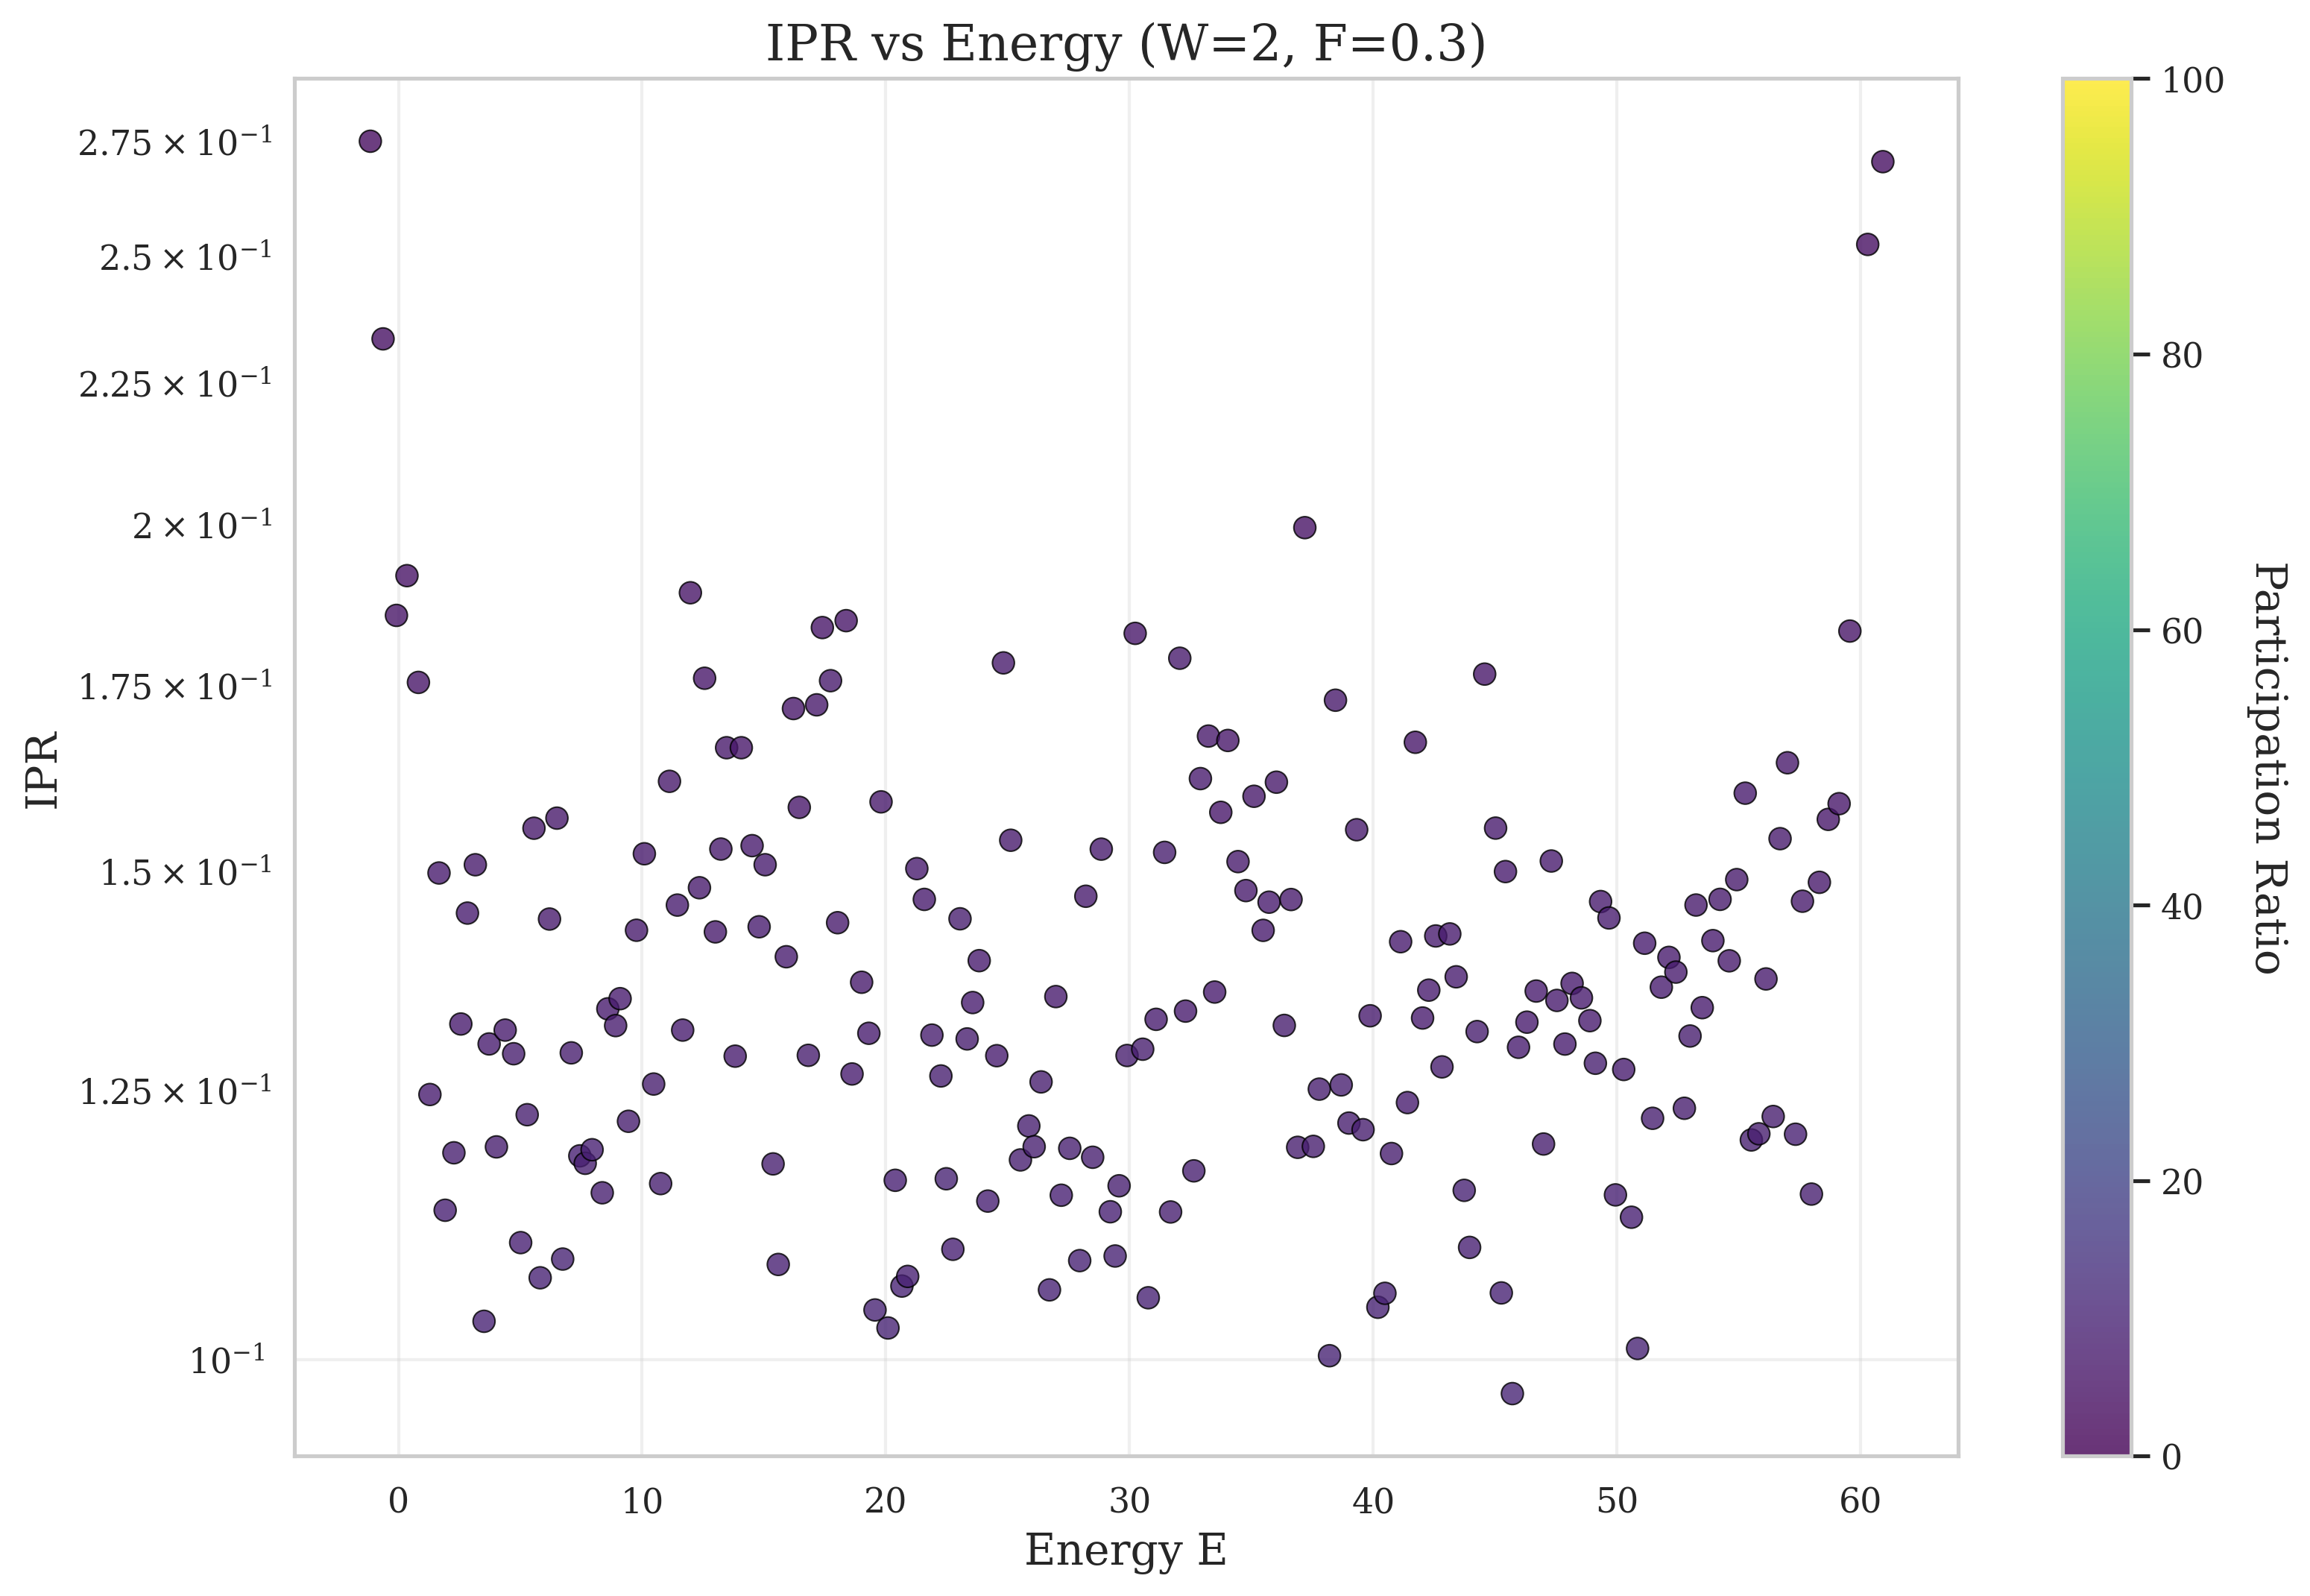 IPR vs Energy (W=2, F=0.3)
2.75 × 10⁻¹
2.5 × 10⁻¹
2.25 × 10⁻¹
2 × 10⁻¹
1.75 × 10⁻¹
1.5 × 10⁻¹
1.25 × 10⁻¹
10⁻¹
IPR
0 10 20 30 40 50 60
Energy E
100
80
60
40
20
0
Participation Ratio